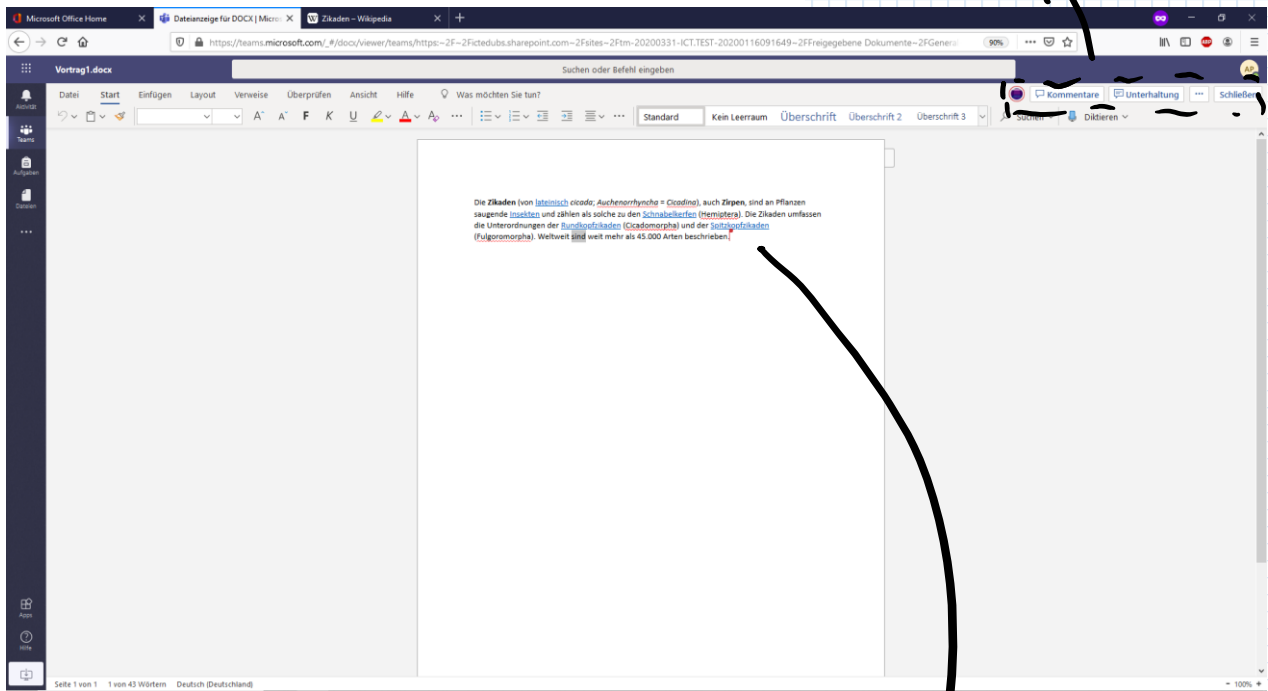 Microsoft Office Home
Dateianzeige für DOCX | Micros
Zikaden – Wikipedia
https://teams.microsoft.com/_#/docx/viewer/teams/https:~2F~2Fictedubs.sharepoint.com~2Fsites~2Ftm-20200331-ICT.TEST-20200116091649~2FFreigegebene Dokumente~2FGenera
90%
Vortrag1.docx
Suchen oder Befehl eingeben
AP
Datei Start Einfügen Layout Verweise Überprüfen Ansicht Hilfe Was möchten Sie tun?
Kommentare Unterhaltung Schließen
F K U Standard Kein Leerraum Überschrift Überschrift 2 Überschrift 3 Suchen Diktieren
Aktivität
Teams
Aufgaben
Dateien
Die Zikaden (von lateinisch cicada; Auchenorrhyncha = Cicadina), auch Zirpen, sind an Pflanzen
saugende Insekten und zählen als solche zu den Schnabelkerfen (Hemiptera). Die Zikaden umfassen
die Unterordnungen der Rundkopfzikaden (Cicadomorpha) und der Spitzkopfzikaden
(Fulgoromorpha). Weltweit sind weit mehr als 45.000 Arten beschrieben.
Apps
Hilfe
Seite 1 von 1 1 von 43 Wörtern Deutsch (Deutschland)
- 100% +